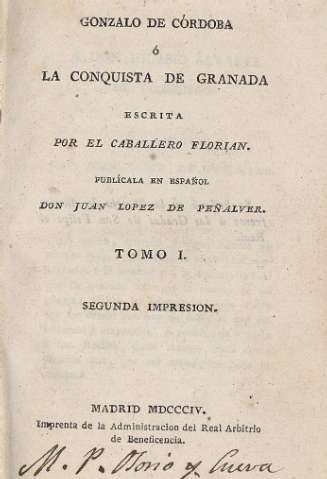 GONZALO DE CÓRDOBA
ó
LA CONQUISTA DE GRANADA
ESCRITA
POR EL CABALLERO FLORIAN.
PUBLÍCALA EN ESPAÑOL
DON JUAN LOPEZ DE PEÑALVER.
TOMO I.
SEGUNDA IMPRESION.
MADRID MDCCCIV.
Imprenta de la Administracion del Real Arbitrio
de Beneficencia.
M. P. Osorio y Cueva